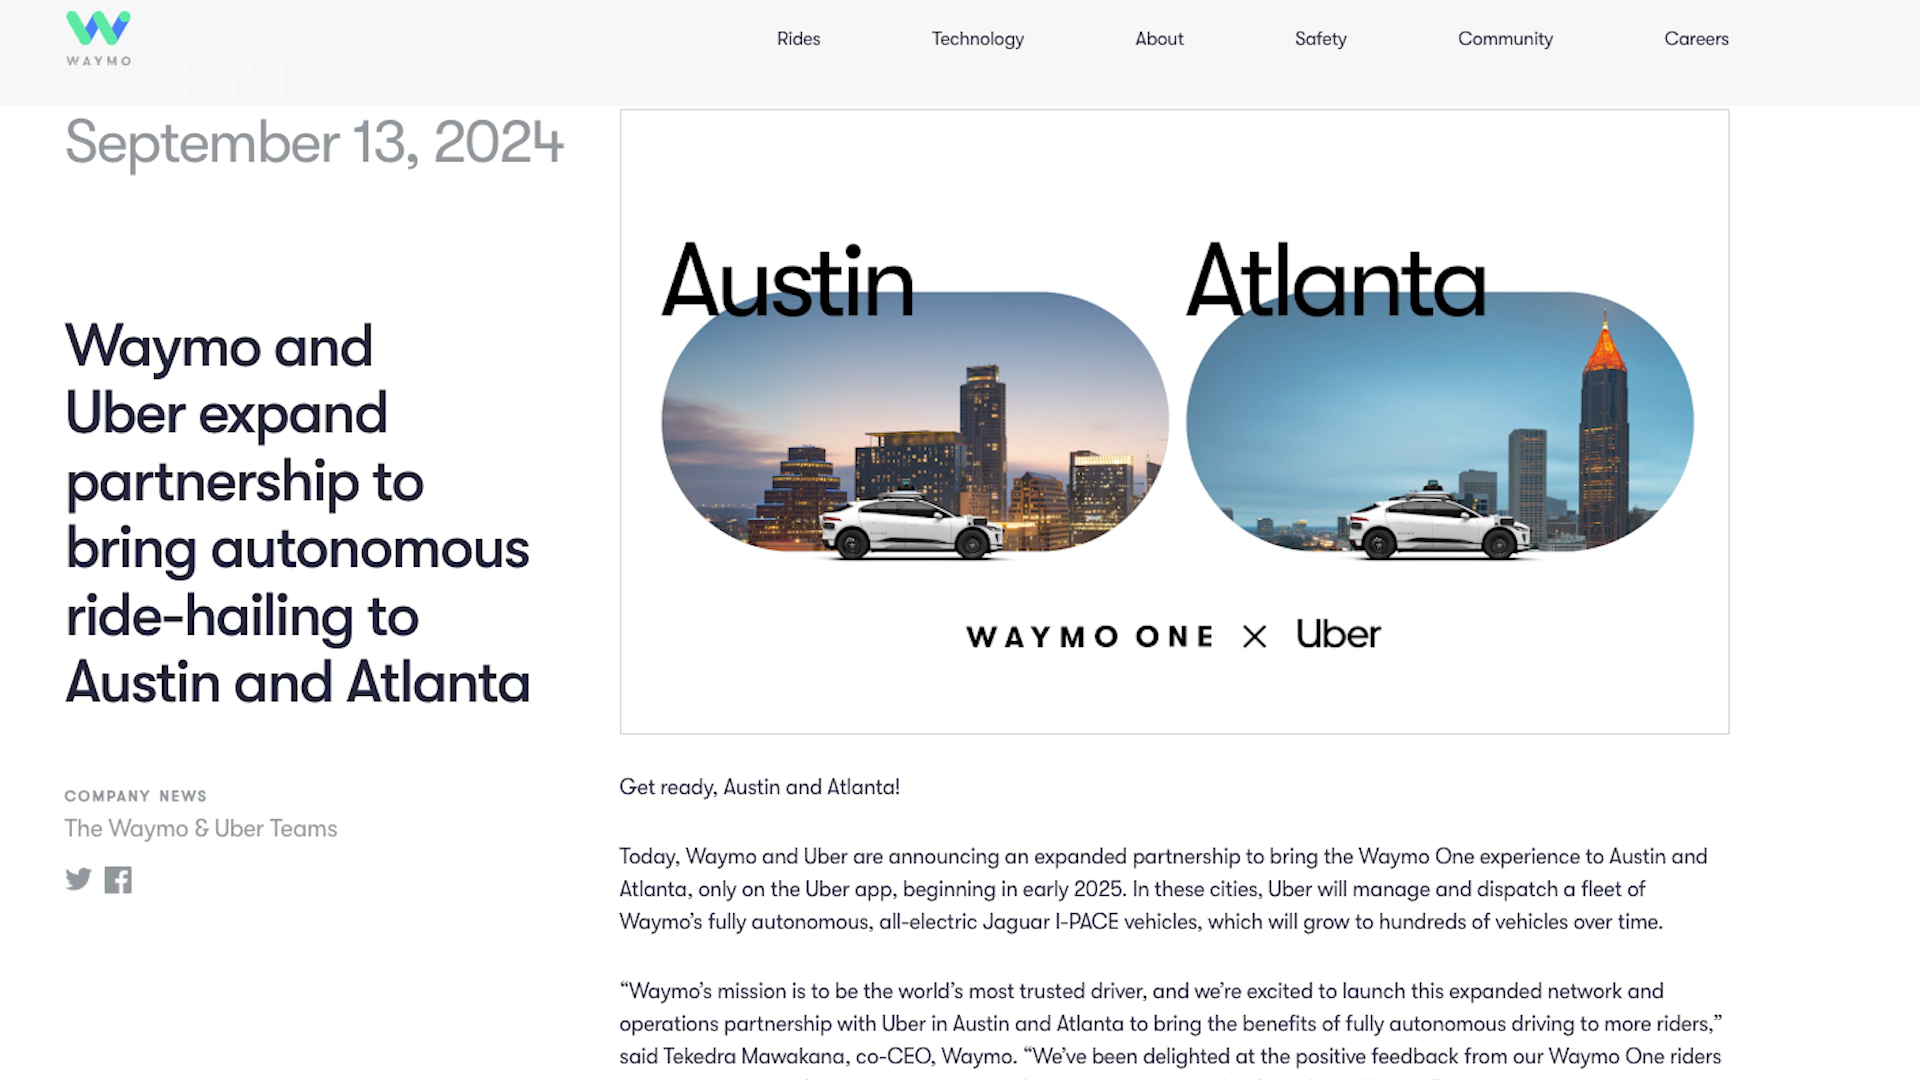 WAYMO
Rides
Technology
About
Safety
Community
Careers
Mashable
September 13, 2024
Waymo and
Uber expand
partnership to
bring autonomous
ride-hailing to
Austin and Atlanta
COMPANY NEWS
The Waymo & Uber Teams
Austin
Atlanta
WAYMO ONE × Uber
Get ready, Austin and Atlanta!
Today, Waymo and Uber are announcing an expanded partnership to bring the Waymo One experience to Austin and
Atlanta, only on the Uber app, beginning in early 2025. In these cities, Uber will manage and dispatch a fleet of
Waymo’s fully autonomous, all-electric Jaguar I-PACE vehicles, which will grow to hundreds of vehicles over time.
“Waymo’s mission is to be the world’s most trusted driver, and we’re excited to launch this expanded network and
operations partnership with Uber in Austin and Atlanta to bring the benefits of fully autonomous driving to more riders,”
said Tekedra Mawakana, co-CEO, Waymo. “We’ve been delighted at the positive feedback from our Waymo One riders